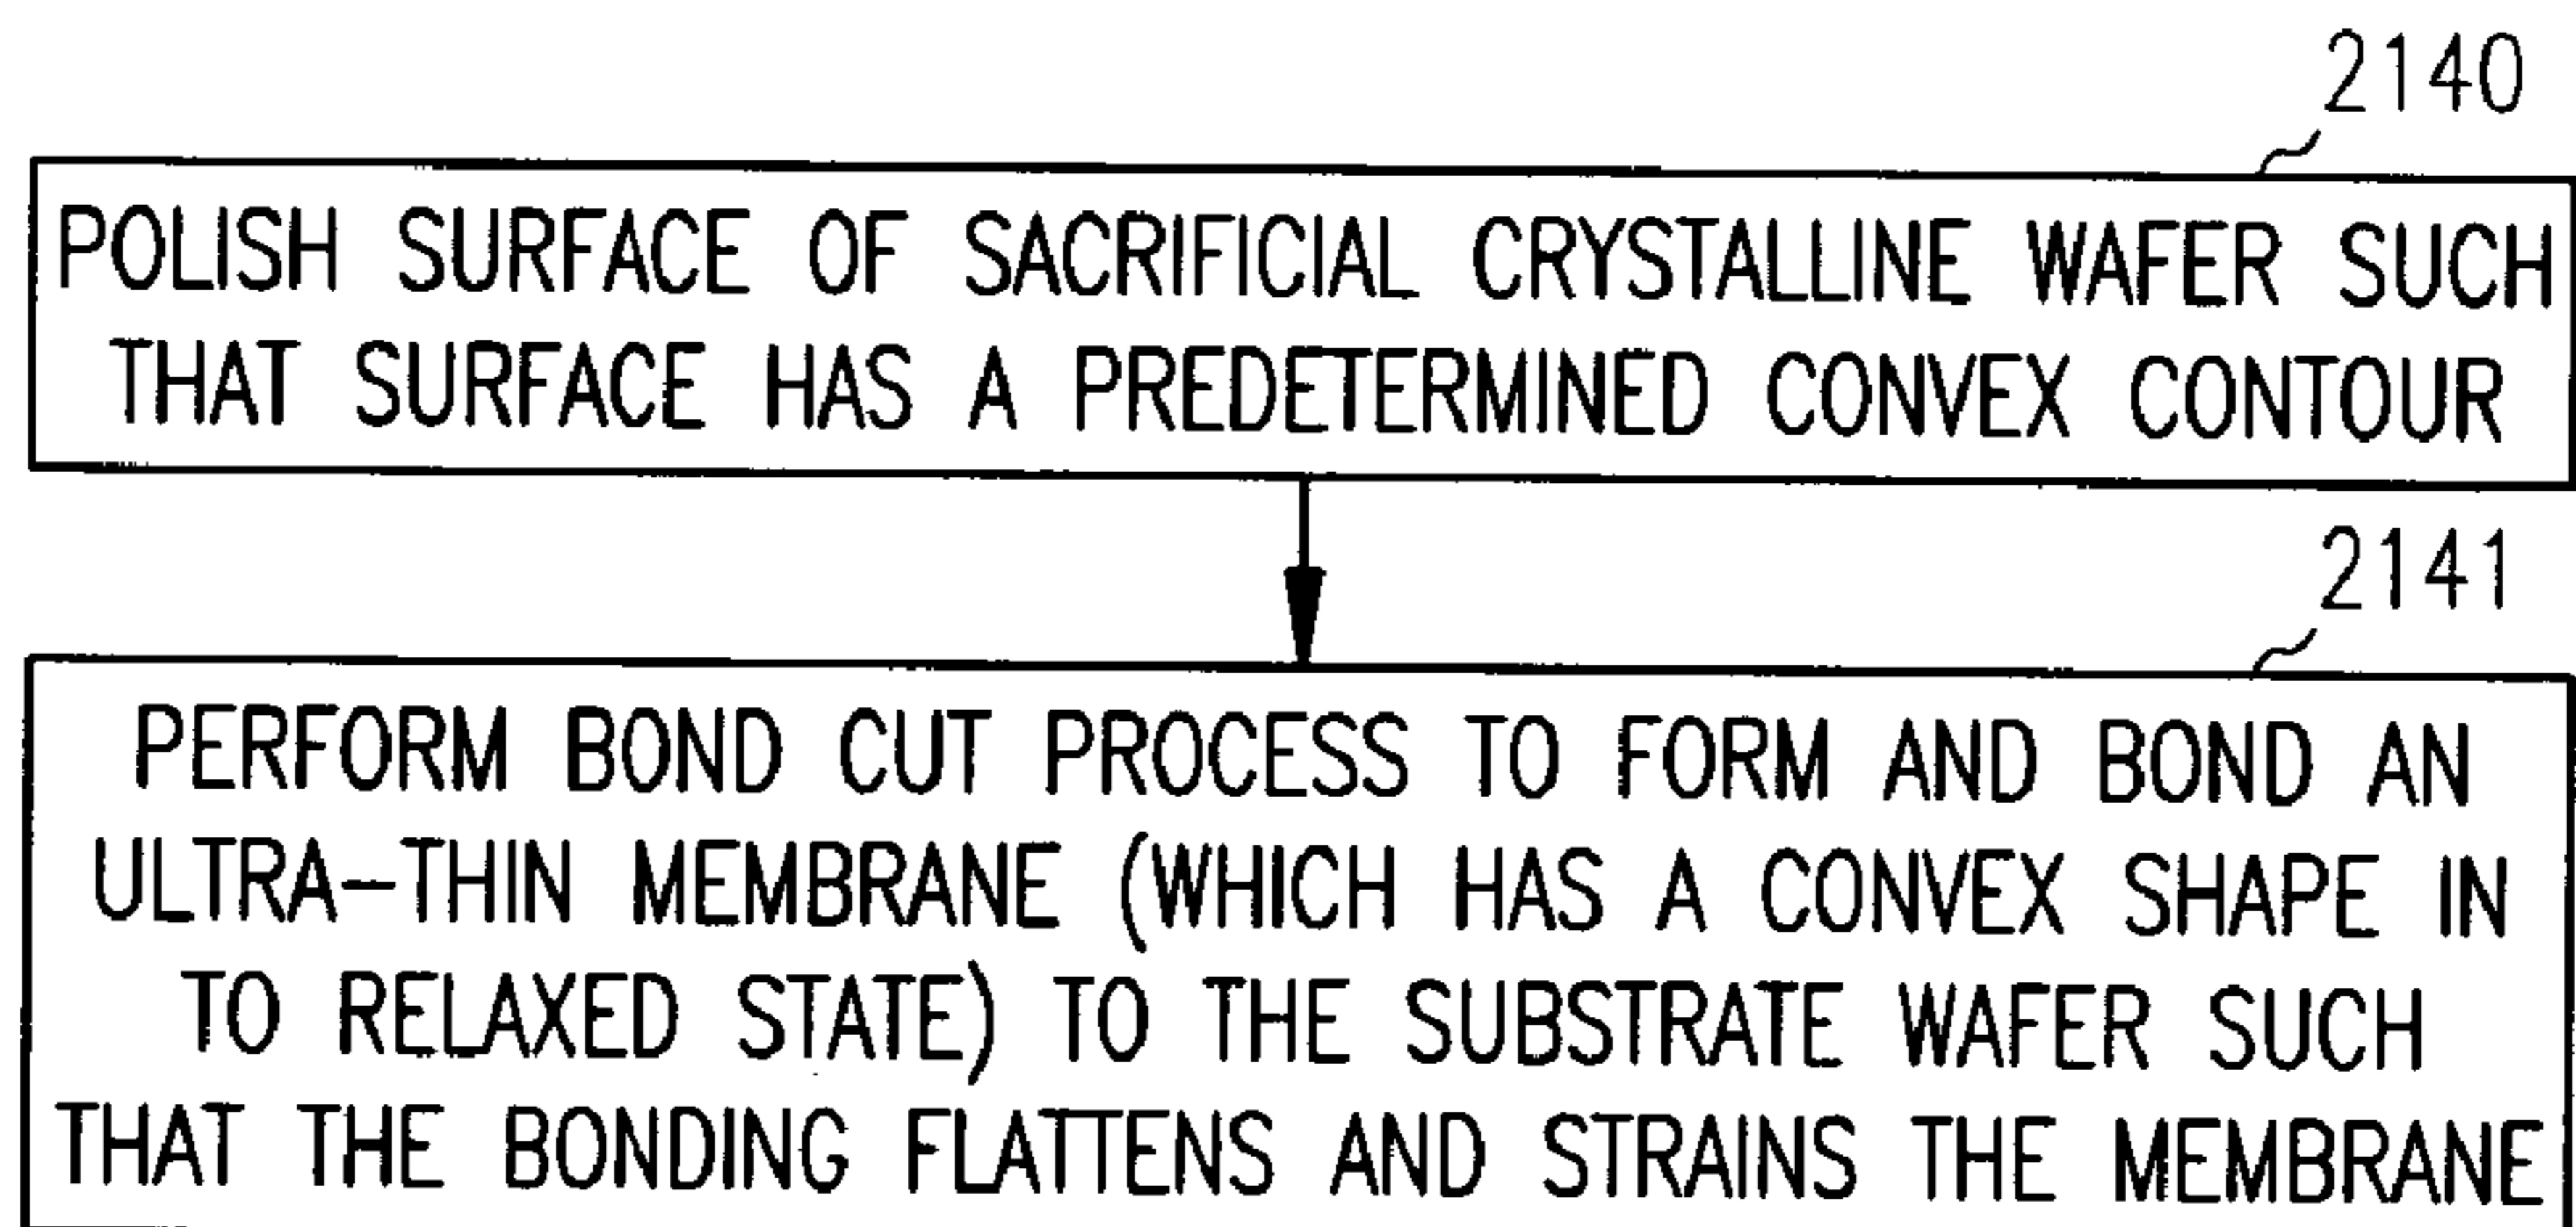 2140
POLISH SURFACE OF SACRIFICIAL CRYSTALLINE WAFER SUCH
THAT SURFACE HAS A PREDETERMINED CONVEX CONTOUR
2141
PERFORM BOND CUT PROCESS TO FORM AND BOND AN
ULTRA-THIN MEMBRANE (WHICH HAS A CONVEX SHAPE IN
TO RELAXED STATE) TO THE SUBSTRATE WAFER SUCH
THAT THE BONDING FLATTENS AND STRAINS THE MEMBRANE